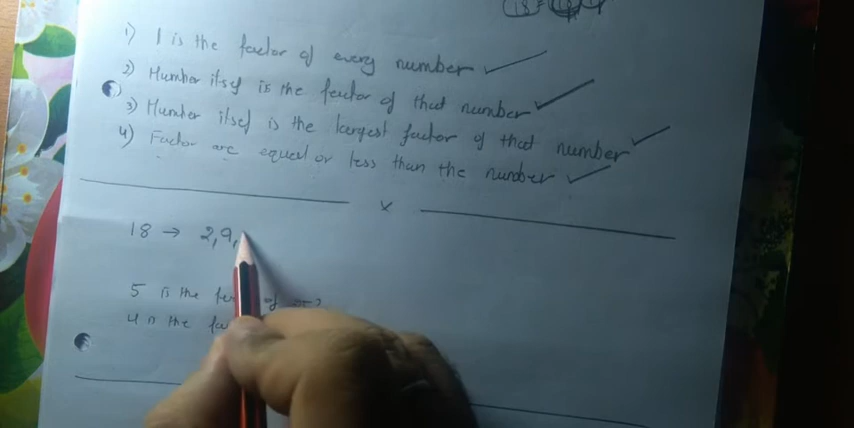 1) 1 is the factor of every number
2) Number itself is the factor of that number
3) Number itself is the largest factor of that number
4) Factor are equal or less than the number
x
18 → 2,9,
5 is the of
4 is the